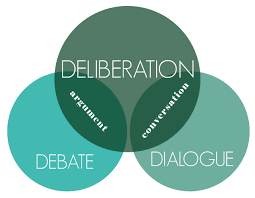 DELIBERATION
argument
conversation
DEBATE
DIALOGUE